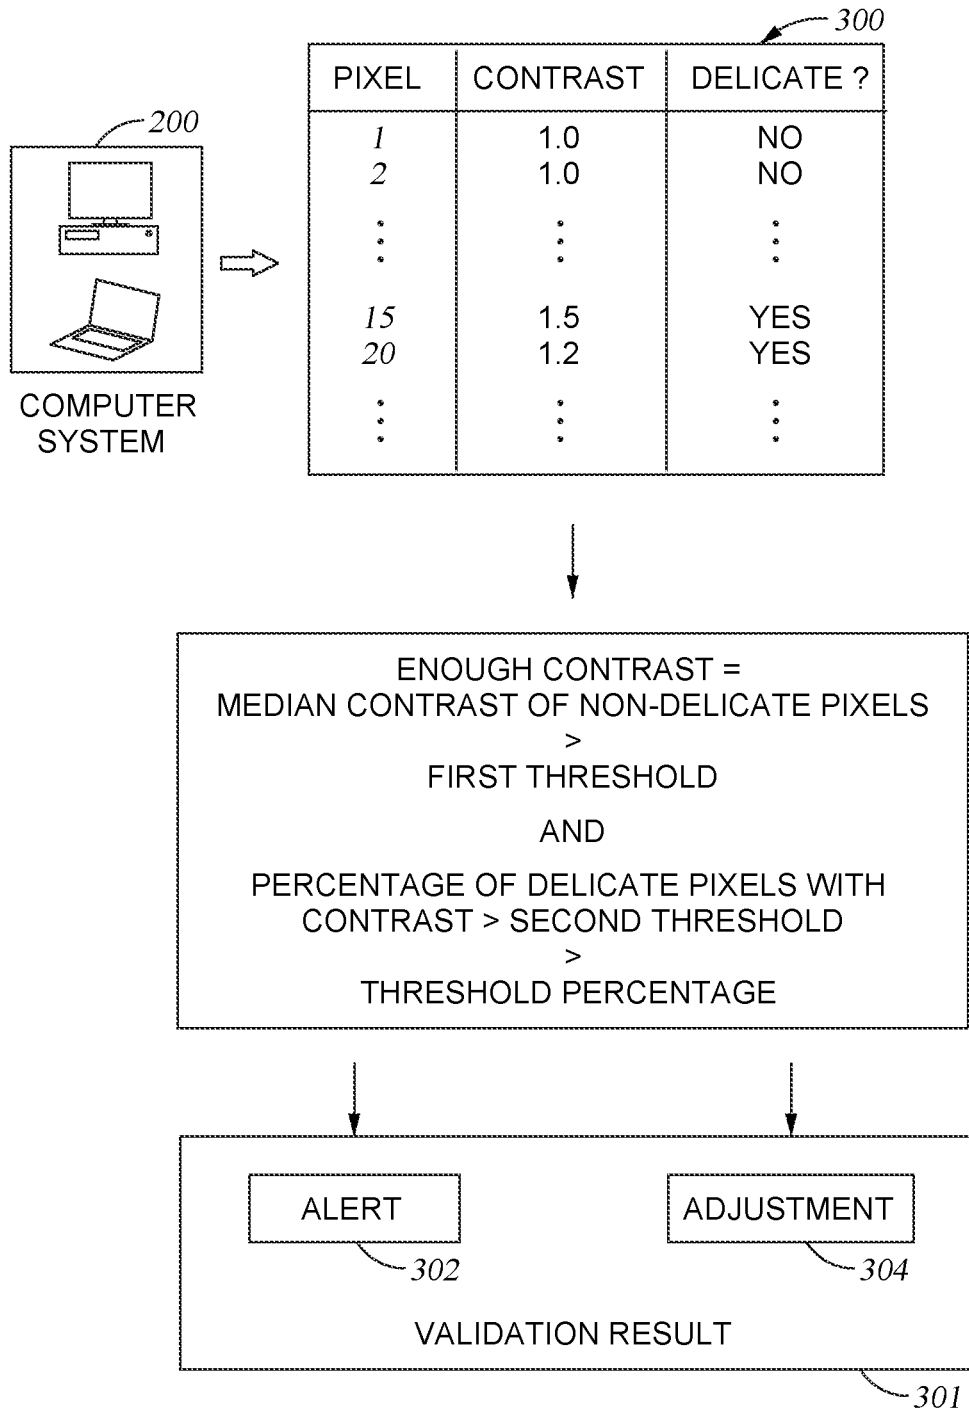 300
PIXEL CONTRAST DELICATE ?
200
1 1.0 NO
2 1.0 NO
15 1.5 YES
20 1.2 YES
COMPUTER
SYSTEM
ENOUGH CONTRAST =
MEDIAN CONTRAST OF NON-DELICATE PIXELS
>
FIRST THRESHOLD
AND
PERCENTAGE OF DELICATE PIXELS WITH
CONTRAST > SECOND THRESHOLD
>
THRESHOLD PERCENTAGE
ALERT
302
ADJUSTMENT
304
VALIDATION RESULT
301